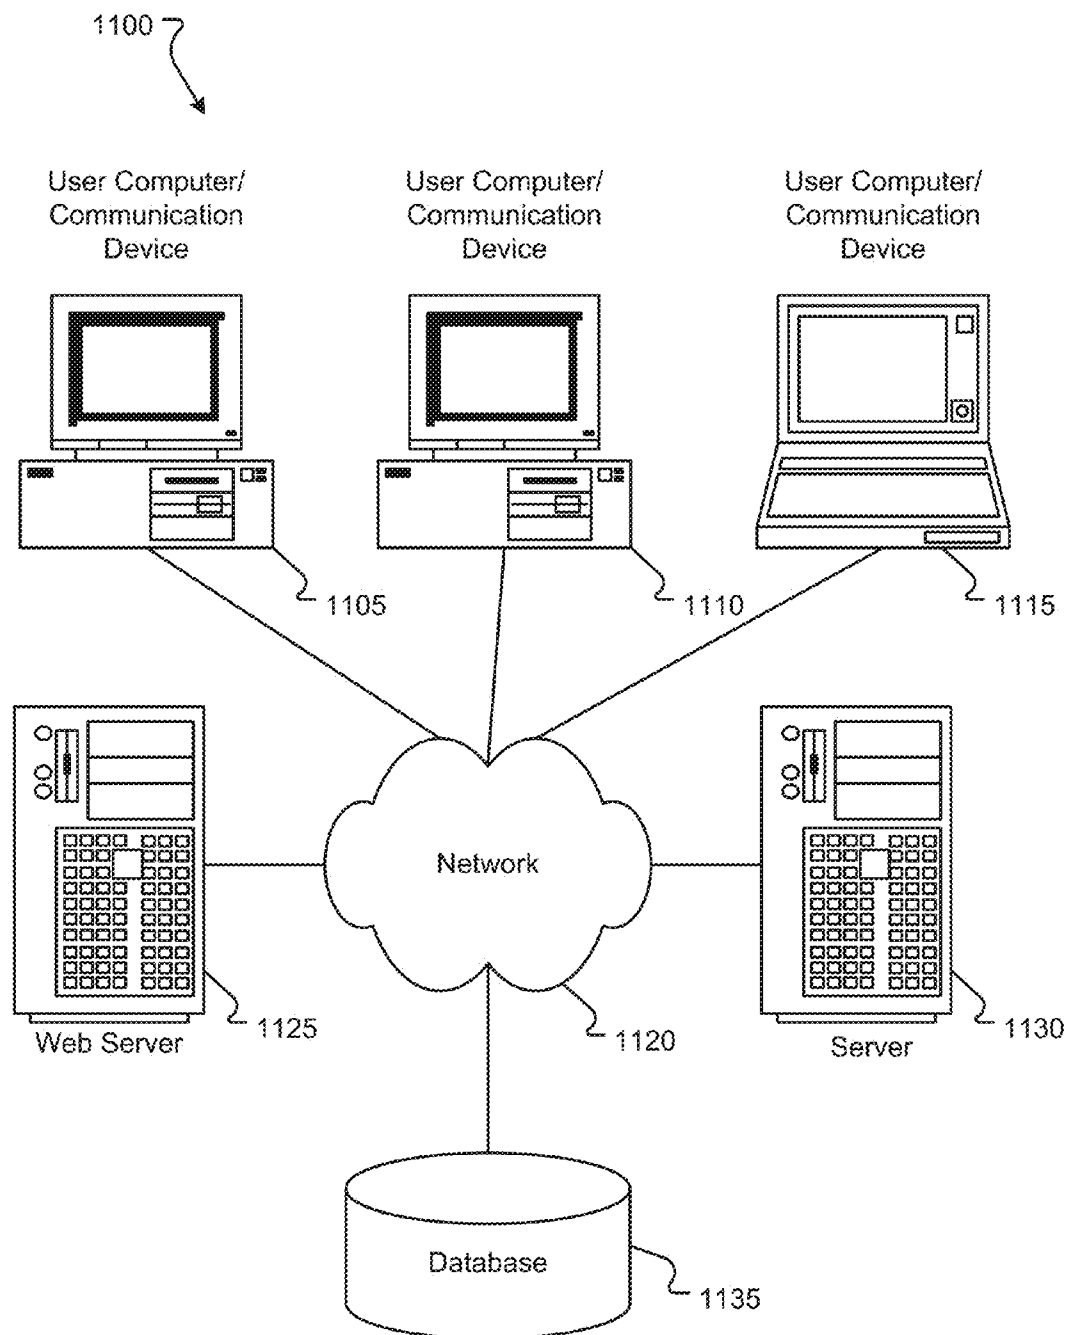 1100
User Computer/
Communication
Device
User Computer/
Communication
Device
User Computer/
Communication
Device
1105
1110
1115
Network
1125
Web Server
1120
1130
Server
Database
1135